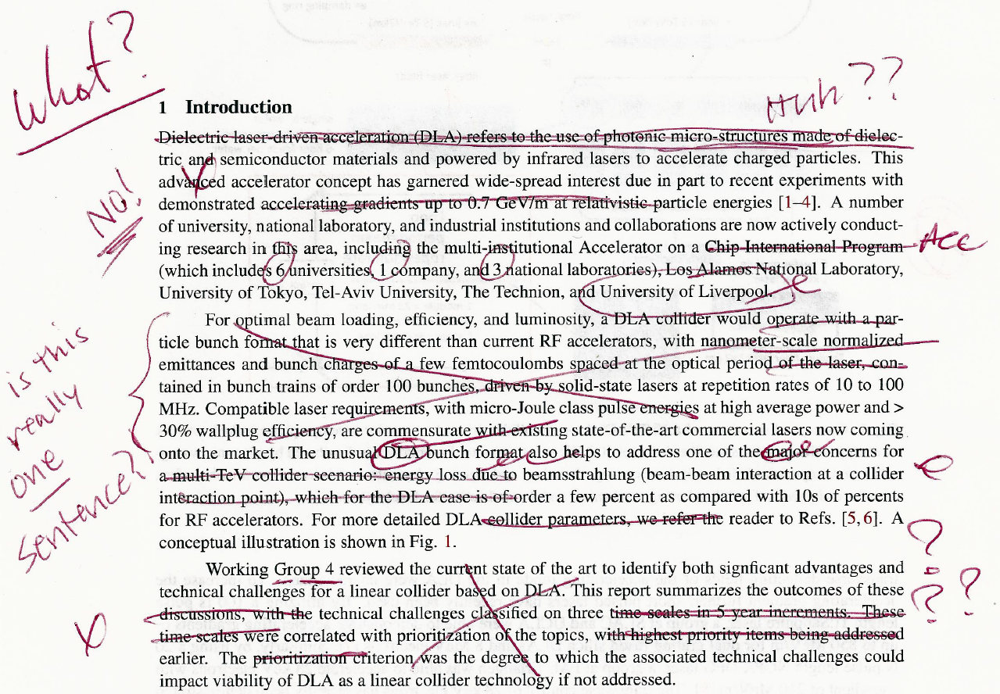 What?
Huh ??
1 Introduction
Dielectric laser-driven acceleration (DLA) refers to the use of photonic micro-structures made of dielec-
tric and semiconductor materials and powered by infrared lasers to accelerate charged particles. This
advanced accelerator concept has garnered wide-spread interest due in part to recent experiments with
demonstrated accelerating gradients up to 0.7 GeV/m at relativistic particle energies [1–4]. A number
NO!
of university, national laboratory, and industrial institutions and collaborations are now actively conduct-
ing research in this area, including the multi-institutional Accelerator on a Chip International Program
Acc
(which includes 6 universities, 1 company, and 3 national laboratories), Los Alamos National Laboratory,
University of Tokyo, Tel-Aviv University, The Technion, and University of Liverpool.
For optimal beam loading, efficiency, and luminosity, a DLA collider would operate with a par-
ticle bunch fomat that is very different than current RF accelerators, with nanometer-scale normalized
emittances and bunch charges of a few femtocoulombs spaced at the optical period of the laser, con-
tained in bunch trains of order 100 bunches, driven by solid-state lasers at repetition rates of 10 to 100
MHz. Compatible laser requirements, with micro-Joule class pulse energies at high average power and >
30% wallplug efficiency, are commensurate with existing state-of-the-art commercial lasers now coming
onto the market. The unusual DLA bunch format also helps to address one of the major concerns for
a multi-TeV collider scenario: energy loss due to beamsstrahlung (beam-beam interaction at a collider
interaction point), which for the DLA case is of order a few percent as compared with 10s of percents
for RF accelerators. For more detailed DLA collider parameters, we refer the reader to Refs. [5,6]. A
conceptual illustration is shown in Fig. 1.
is this
really
one
sentence?
e
? ? ?
Working Group 4 reviewed the current state of the art to identify both signficant advantages and
technical challenges for a linear collider based on DLA. This report summarizes the outcomes of these
discussions, with the technical challenges classified on three time scales in 5 year increments. These
time scales were correlated with prioritization of the topics, with highest priority items being addressed
earlier. The prioritization criterion was the degree to which the associated technical challenges could
impact viability of DLA as a linear collider technology if not addressed.